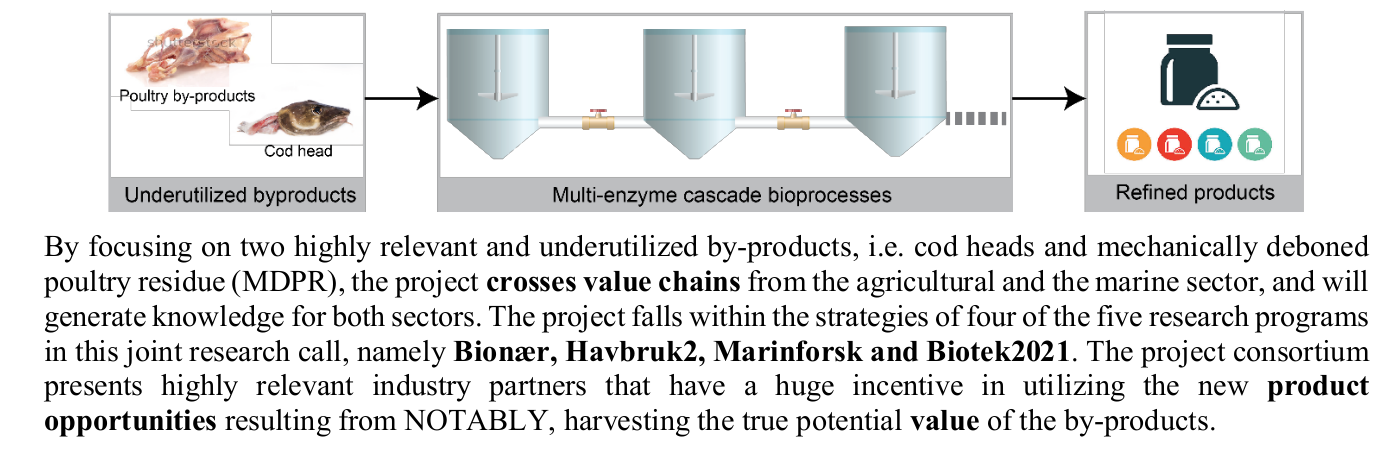 shutterstock
Poultry by-products
Cod head
Underutilized byproducts
Multi-enzyme cascade bioprocesses
Refined products
By focusing on two highly relevant and underutilized by-products, i.e. cod heads and mechanically deboned
poultry residue (MDPR), the project crosses value chains from the agricultural and the marine sector, and will
generate knowledge for both sectors. The project falls within the strategies of four of the five research programs
in this joint research call, namely Bionær, Havbruk2, Marinforsk and Biotek2021. The project consortium
presents highly relevant industry partners that have a huge incentive in utilizing the new product
opportunities resulting from NOTABLY, harvesting the true potential value of the by-products.